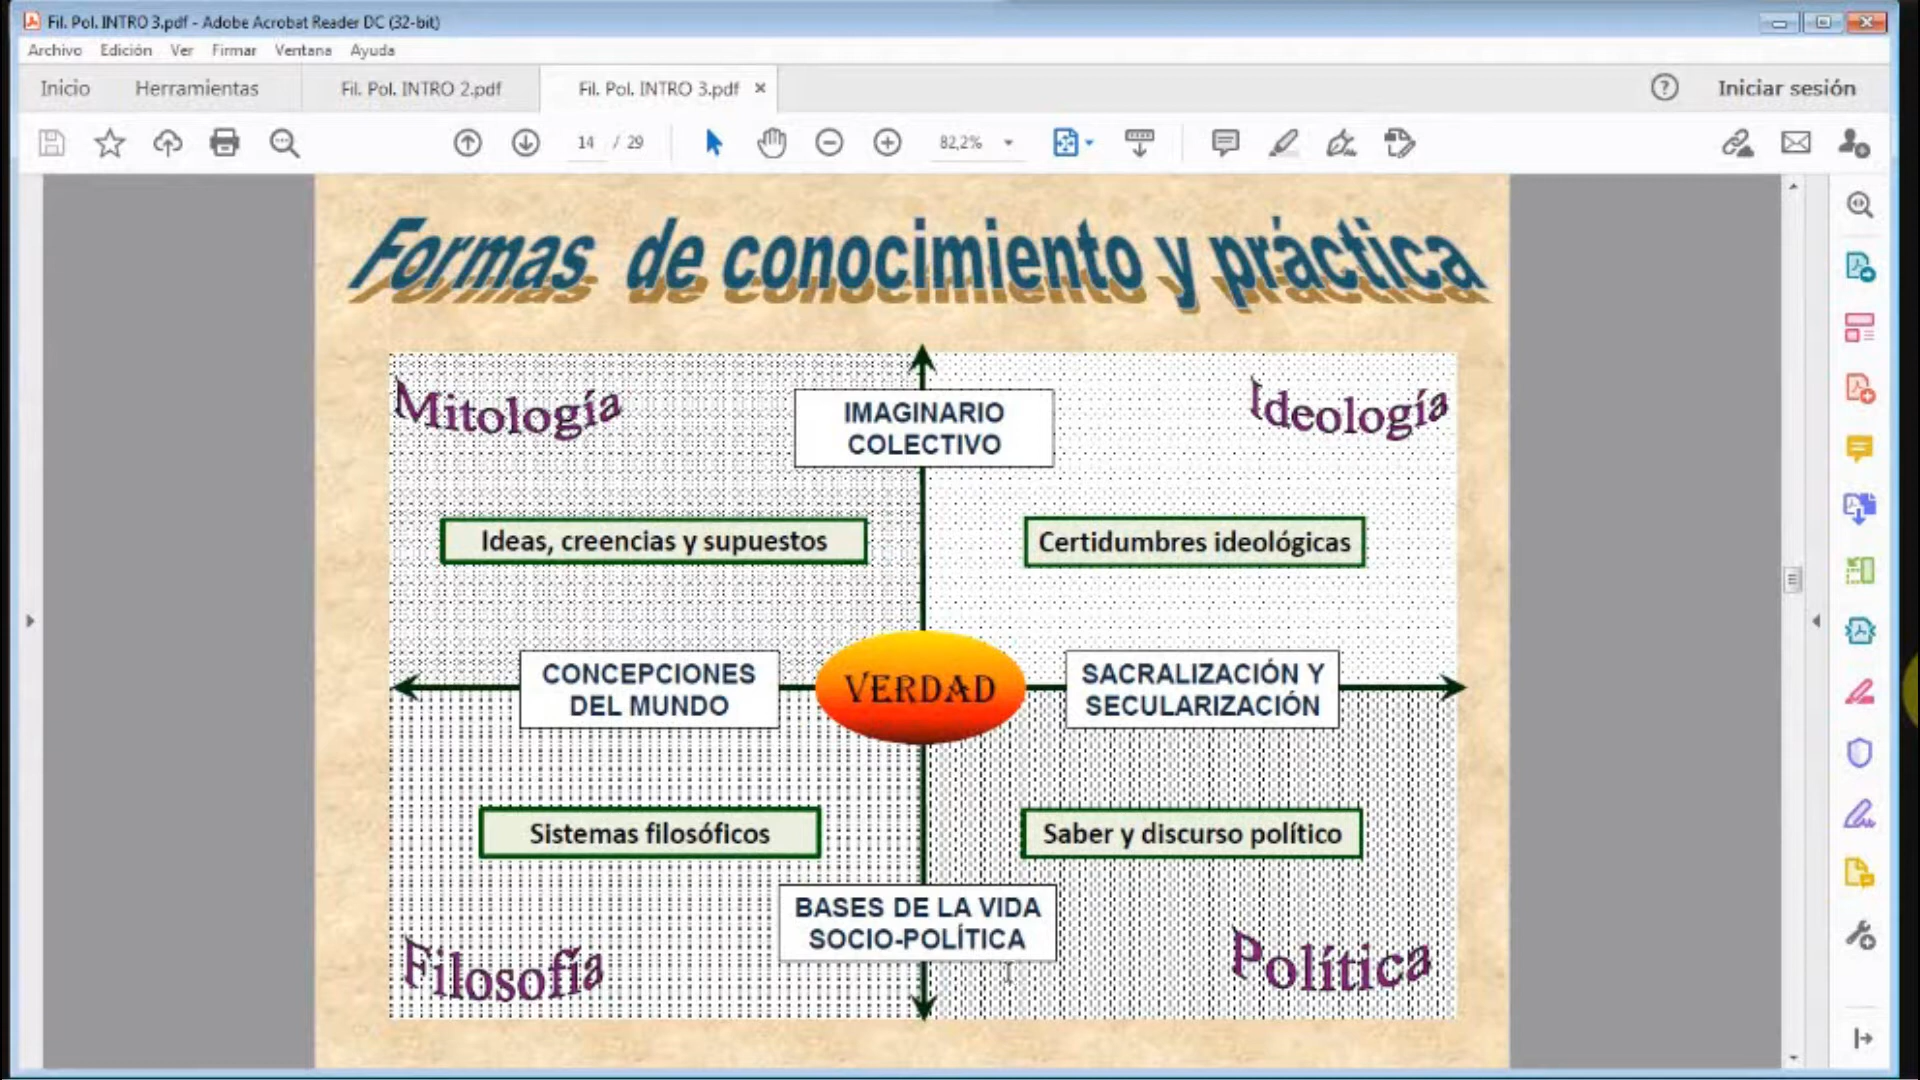 Fil. Pol. INTRO 3.pdf - Adobe Acrobat Reader DC (32-bit)
Archivo Edición Ver Firmar Ventana Ayuda
Inicio Herramientas Fil. Pol. INTRO 2.pdf Fil. Pol. INTRO 3.pdf × Iniciar sesión
14 / 29 82,2%
Formas de conocimiento y práctica
Mitología
IMAGINARIO
COLECTIVO
Ideología
Ideas, creencias y supuestos
Certidumbres ideológicas
CONCEPCIONES
DEL MUNDO
VERDAD
SACRALIZACIÓN Y
SECULARIZACIÓN
Sistemas filosóficos
Saber y discurso político
BASES DE LA VIDA
SOCIO-POLÍTICA
Filosofía
Política